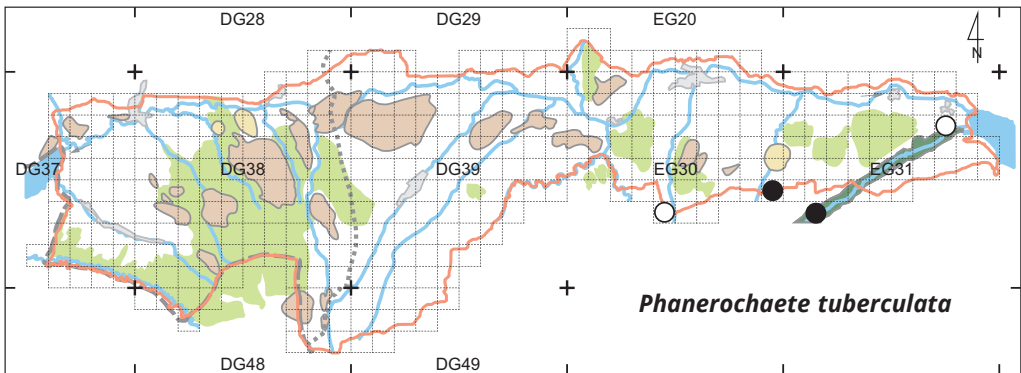 DG28 DG29 EG20
N
DG37 DG38 DG39 EG30 EG31
Phanerochaete tuberculata
DG48 DG49